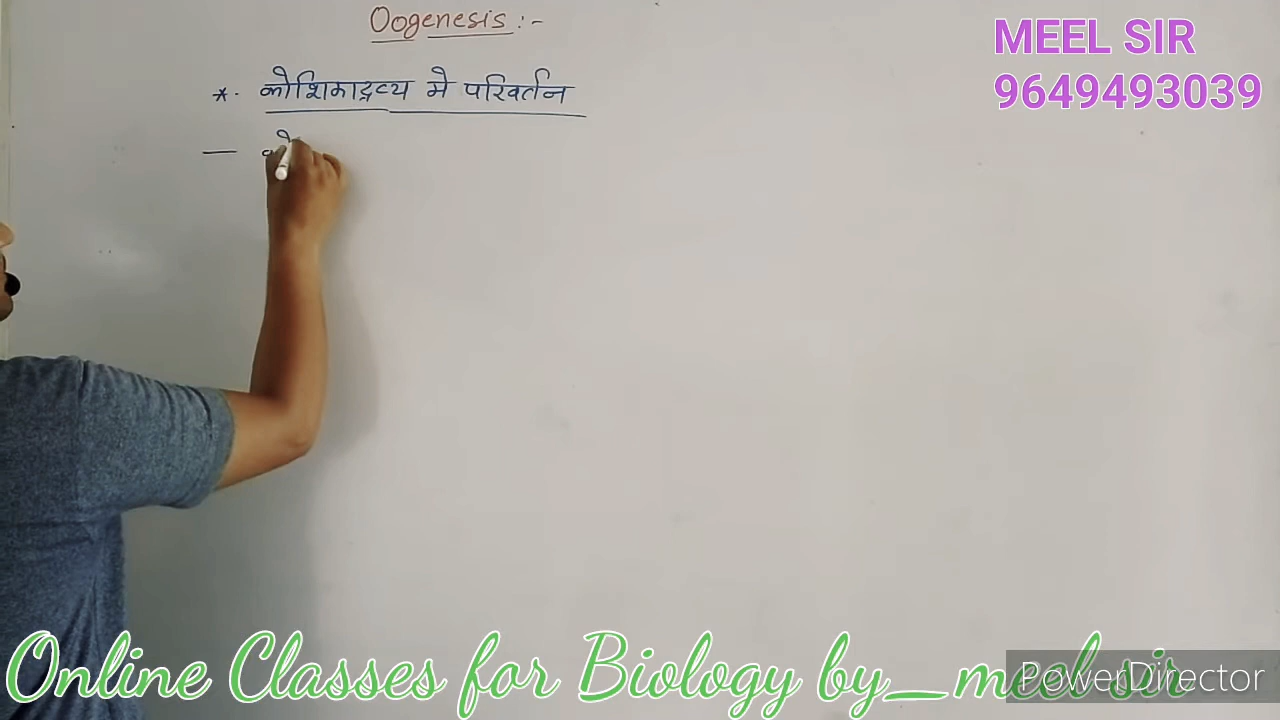 Oogenesis :-
MEEL SIR
9649493039
*. कोशिकाद्रव्य मे परिवर्तन
—
Online Classes for Biology by_meel sir
PowerDirector